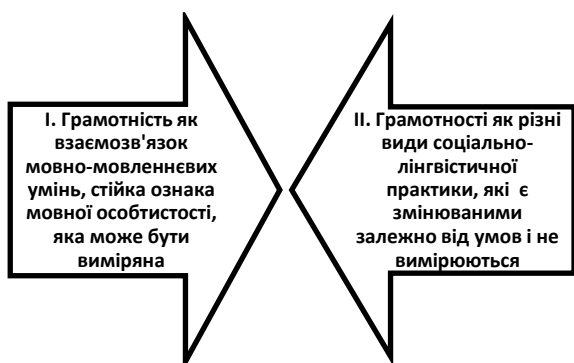 І. Грамотність як
взаємозв'язок
мовно-мовленнєвих
умінь, стійка ознака
мовної особтистості,
яка може бути
виміряна
ІІ. Грамотності як різні
види соціально-
лінгвістичної
практики, які є
змінюваними
залежно від умов і не
вимірюються